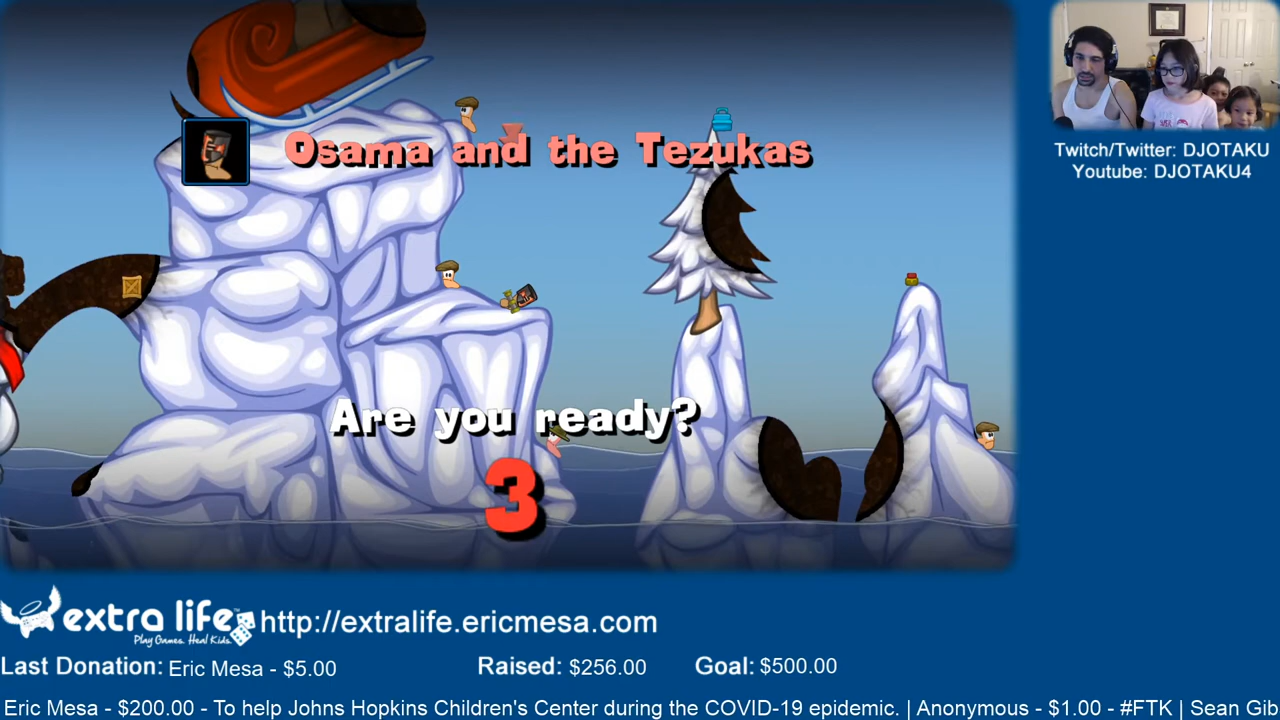 Osama and the Tezukas
Are you ready?
3
Twitch/Twitter: DJOTAKU
Youtube: DJOTAKU4
extra life
Play Games. Heal Kids.
http://extralife.ericmesa.com
Last Donation: Eric Mesa - $5.00 Raised: $256.00 Goal: $500.00
Eric Mesa - $200.00 - To help Johns Hopkins Children's Center during the COVID-19 epidemic. | Anonymous - $1.00 - #FTK | Sean Gib